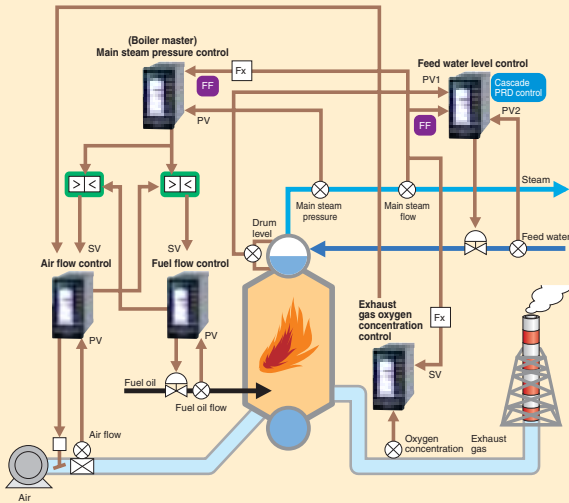 (Boiler master)
Main steam pressure control
Fx
FF
PV
Feed water level control
PV1
Cascade
PRD control
FF
PV2
> <
> <
SV
SV
Steam
Main steam
pressure
Main steam
flow
Drum
level
Feed water
Air flow control
Fuel flow control
PV
PV
Exhaust
gas oxygen
concentration
control
Fx
SV
Fuel oil
Fuel oil flow
Air flow
Oxygen
concentration
Exhaust
gas
Air